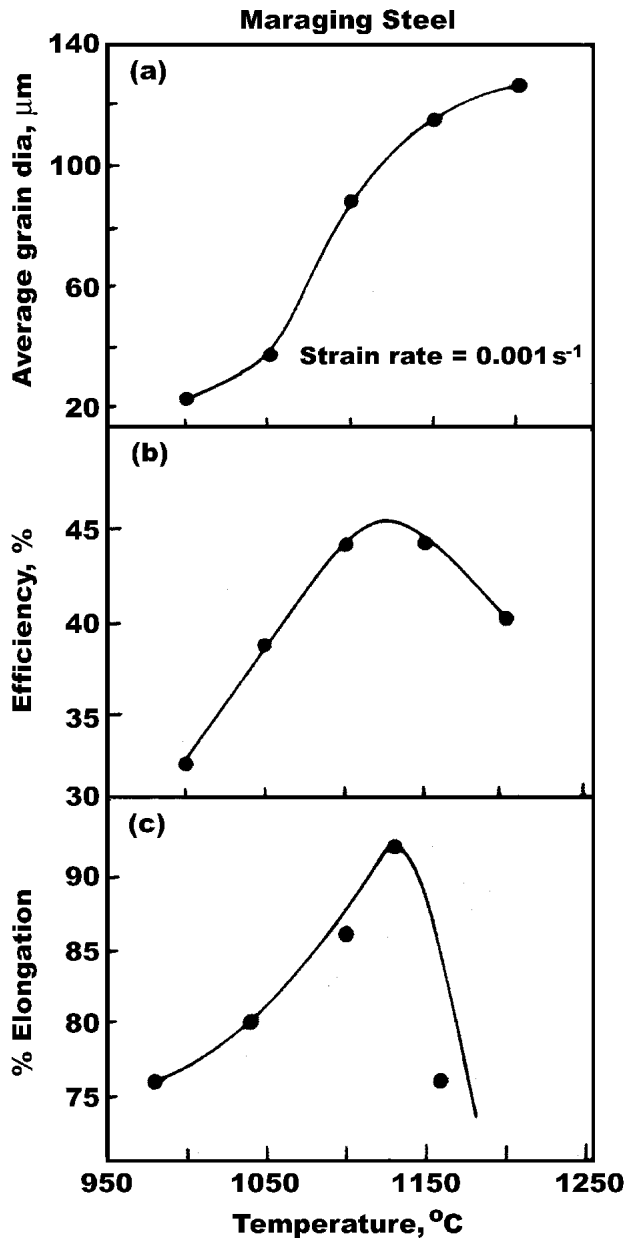 Maraging Steel
(a)
Average grain dia, μm
140
100
60
20
Strain rate = 0.001 s⁻¹
(b)
Efficiency, %
45
40
35
30
(c)
% Elongation
90
85
80
75
950 1050 1150 1250
Temperature, °C